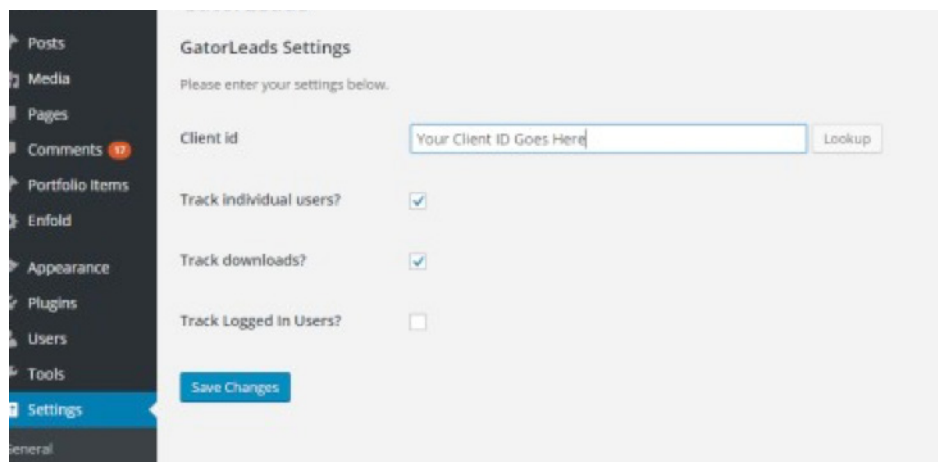 Posts
Media
Pages
Comments 17
Portfolio Items
Enfold
Appearance
Plugins
Users
Tools
Settings
General
GatorLeads Settings
Please enter your settings below.
Client id
Your Client ID Goes Here
Lookup
Track individual users?
Track downloads?
Track Logged In Users?
Save Changes